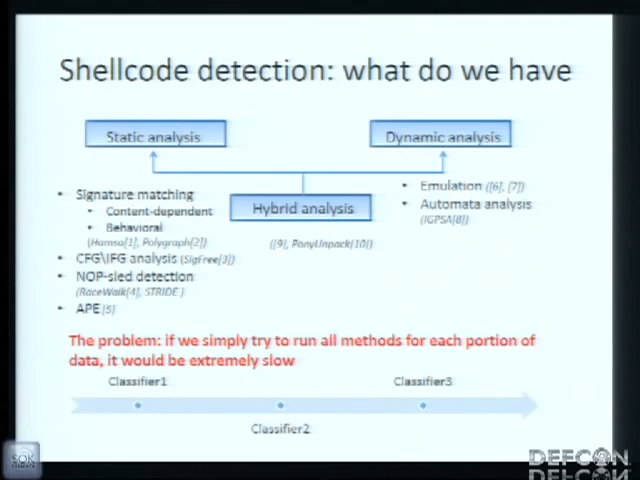 Shellcode detection: what do we have
Static analysis
Dynamic analysis
Hybrid analysis
([9], PonyUnpack(10])
• Signature matching
• Content-dependent
• Behavioral
(Hamsa[1], Polygraph[2])
• CFG\IFG analysis (SigFree[3])
• NOP-sled detection
(RaceWalk[4], STRIDE )
• APE[5]
• Emulation ([6], [7])
• Automata analysis
(IGPSA[8])
The problem: if we simply try to run all methods for each portion of
data, it would be extremely slow
Classifier1
Classifier3
Classifier2
SOK
DEFCON
DEFCON